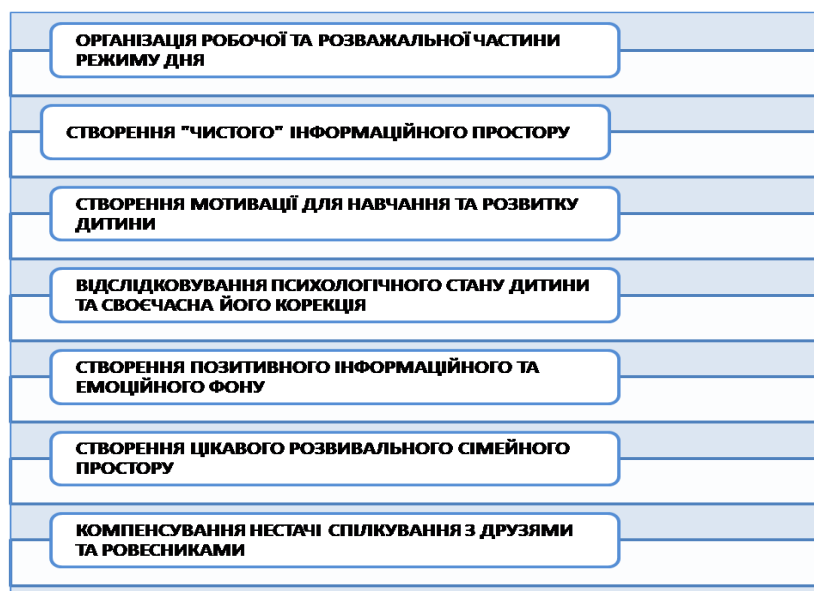 ОРГАНІЗАЦІЯ РОБОЧОЇ ТА РОЗВАЖАЛЬНОЇ ЧАСТИНИ
РЕЖИМУ ДНЯ
СТВОРЕННЯ "ЧИСТОГО" ІНФОРМАЦІЙНОГО ПРОСТОРУ
СТВОРЕННЯ МОТИВАЦІЇ ДЛЯ НАВЧАННЯ ТА РОЗВИТКУ
ДИТИНИ
ВІДСЛІДКОВУВАННЯ ПСИХОЛОГІЧНОГО СТАНУ ДИТИНИ
ТА СВОЄЧАСНА ЙОГО КОРЕКЦІЯ
СТВОРЕННЯ ПОЗИТИВНОГО ІНФОРМАЦІЙНОГО ТА
ЕМОЦІЙНОГО ФОНУ
СТВОРЕННЯ ЦІКАВОГО РОЗВИВАЛЬНОГО СІМЕЙНОГО
ПРОСТОРУ
КОМПЕНСУВАННЯ НЕСТАЧІ СПІЛКУВАННЯ З ДРУЗЯМИ
ТА РОВЕСНИКАМИ